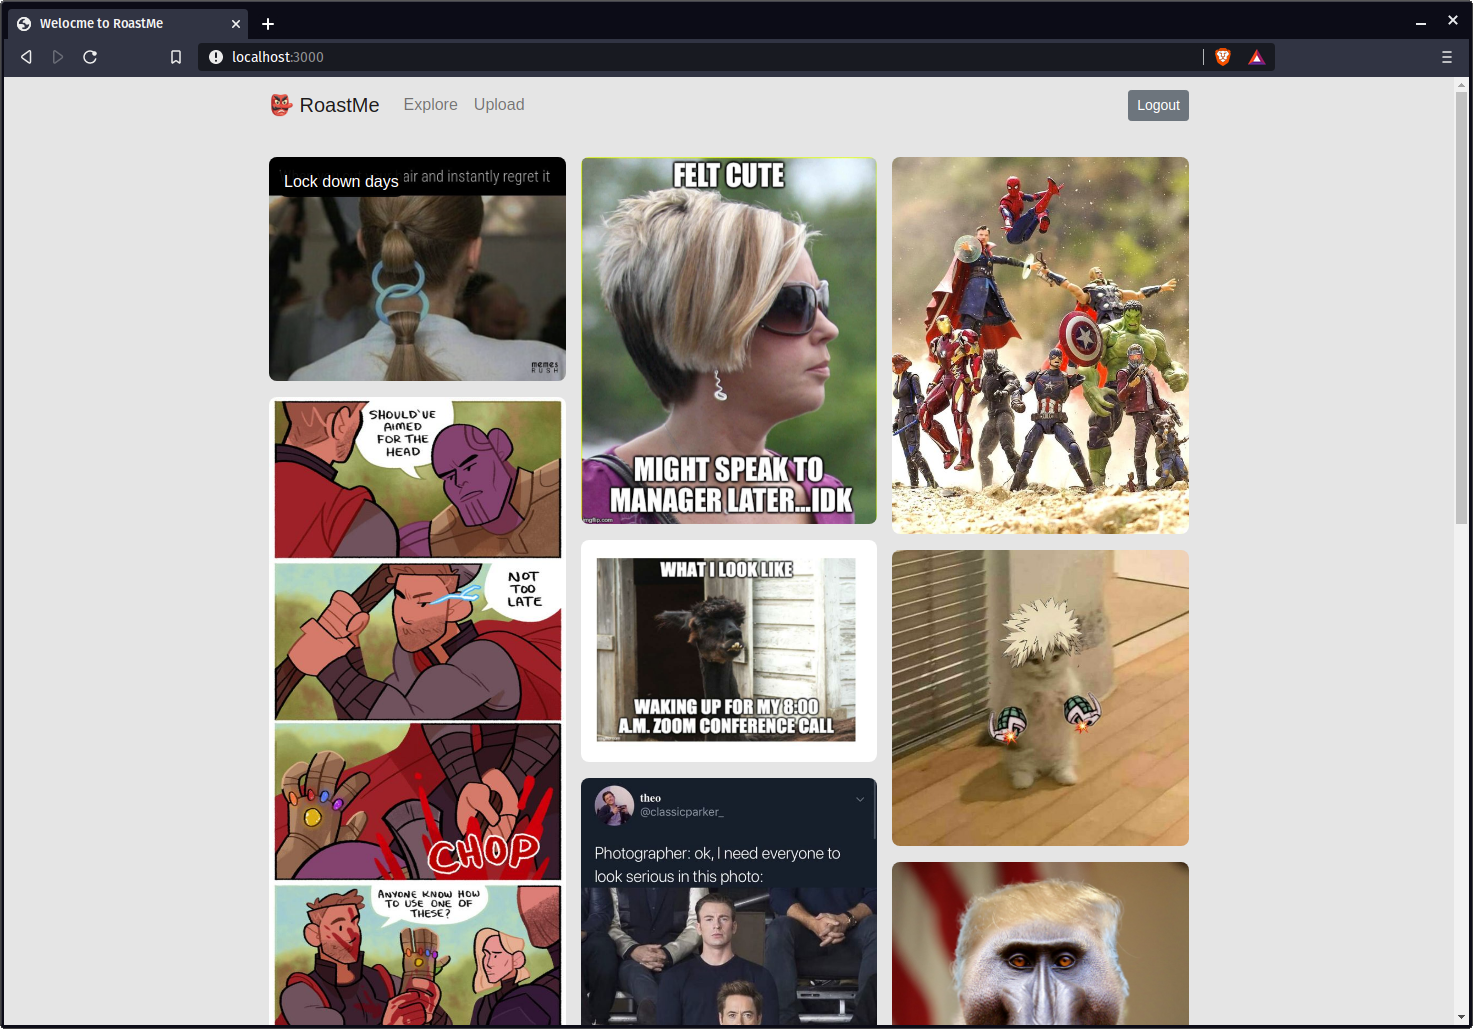 Welocme to RoastMe
localhost:3000
RoastMe
Explore
Upload
Logout
Lock down days
air and instantly regret it
memes
RUSH
SHOULD'VE
AIMED
FOR THE
HEAD
NOT
TOO
LATE
CHOP
ANYONE KNOW HOW
TO USE ONE OF
THESE?
FELT CUTE
MIGHT SPEAK TO
MANAGER LATER...IDK
imgflip.com
WHAT I LOOK LIKE
WAKING UP FOR MY 8:00
A.M. ZOOM CONFERENCE CALL
theo
@classicparker_
Photographer: ok, I need everyone to
look serious in this photo: